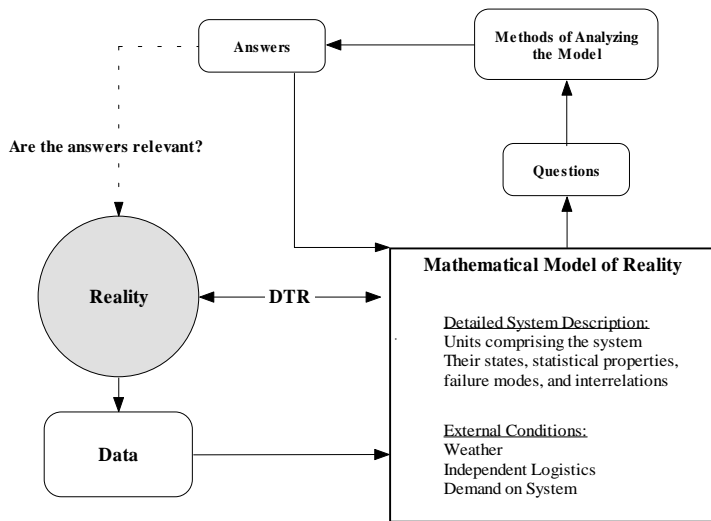 Answers
Methods of Analyzing
the Model
Are the answers relevant?
Questions
Reality
DTR
Mathematical Model of Reality
Detailed System Description:
Units comprising the system
Their states, statistical properties,
failure modes, and interrelations
External Conditions:
Weather
Independent Logistics
Demand on System
Data